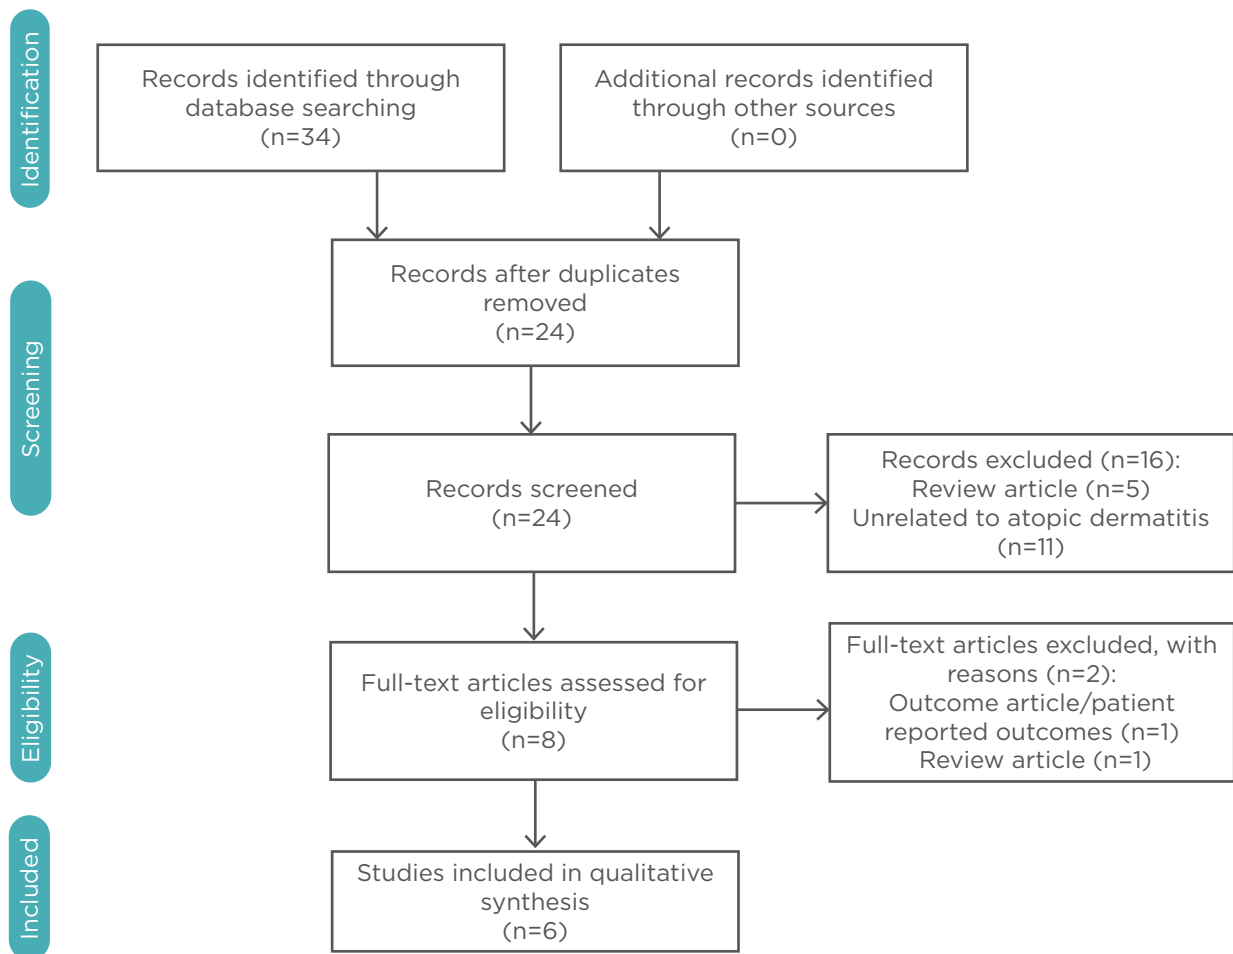 Identification
Records identified through
database searching
(n=34)
Additional records identified
through other sources
(n=0)
Screening
Records after duplicates
removed
(n=24)
Records screened
(n=24)
Records excluded (n=16):
Review article (n=5)
Unrelated to atopic dermatitis
(n=11)
Eligibility
Full-text articles assessed for
eligibility
(n=8)
Full-text articles excluded, with
reasons (n=2):
Outcome article/patient
reported outcomes (n=1)
Review article (n=1)
Included
Studies included in qualitative
synthesis
(n=6)